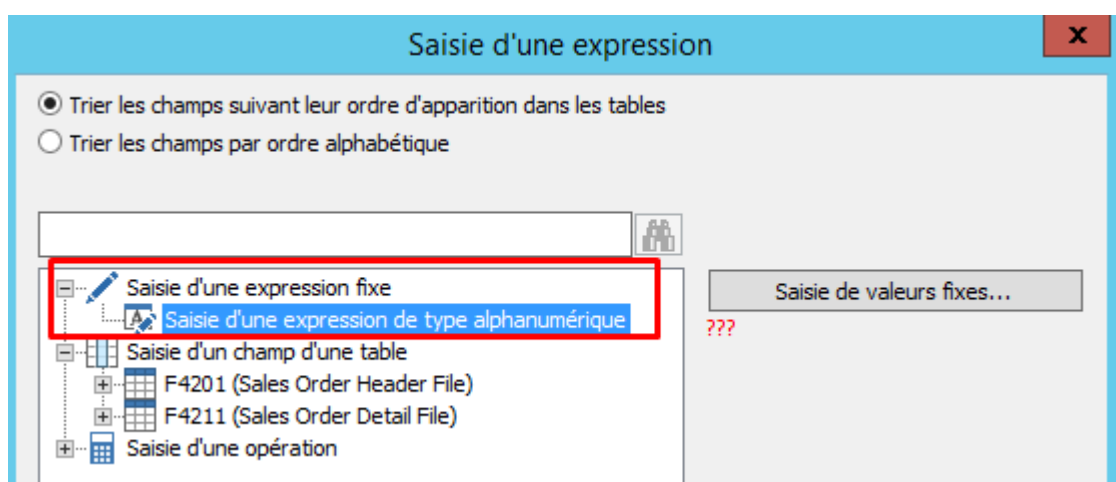 Saisie d'une expression
x
Trier les champs suivant leur ordre d'apparition dans les tables
Trier les champs par ordre alphabétique
Saisie d'une expression fixe
Saisie d'une expression de type alphanumérique
Saisie de valeurs fixes...
???
Saisie d'un champ d'une table
F4201 (Sales Order Header File)
F4211 (Sales Order Detail File)
Saisie d'une opération